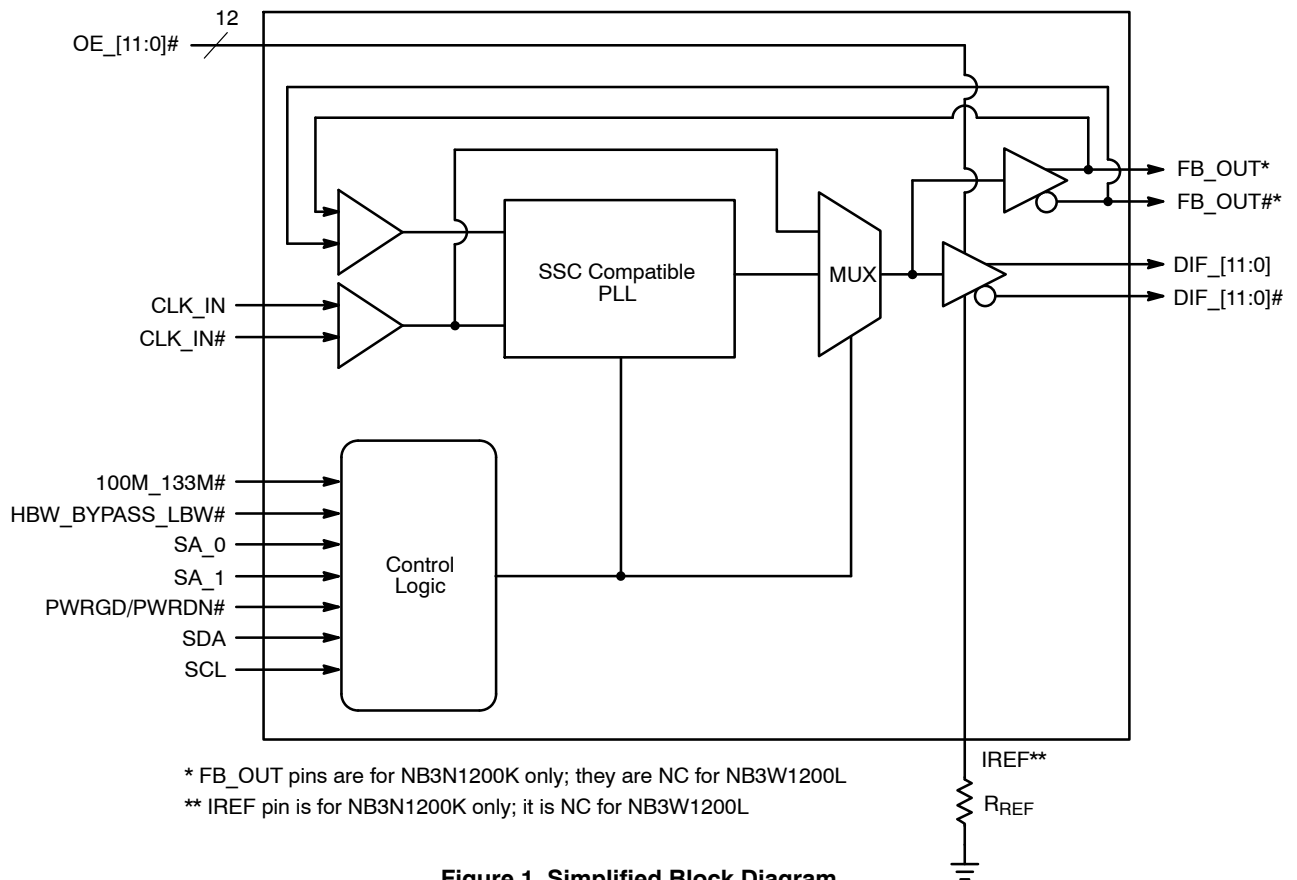 12
OE_[11:0]#
FB_OUT*
FB_OUT#*
SSC Compatible
PLL
MUX
DIF_[11:0]
DIF_[11:0]#
CLK_IN
CLK_IN#
100M_133M#
HBW_BYPASS_LBW#
SA_0
SA_1
PWRGD/PWRDN#
SDA
SCL
Control
Logic
IREF**
RREF
* FB_OUT pins are for NB3N1200K only; they are NC for NB3W1200L
** IREF pin is for NB3N1200K only; it is NC for NB3W1200L
Figure 1. Simplified Block Diagram